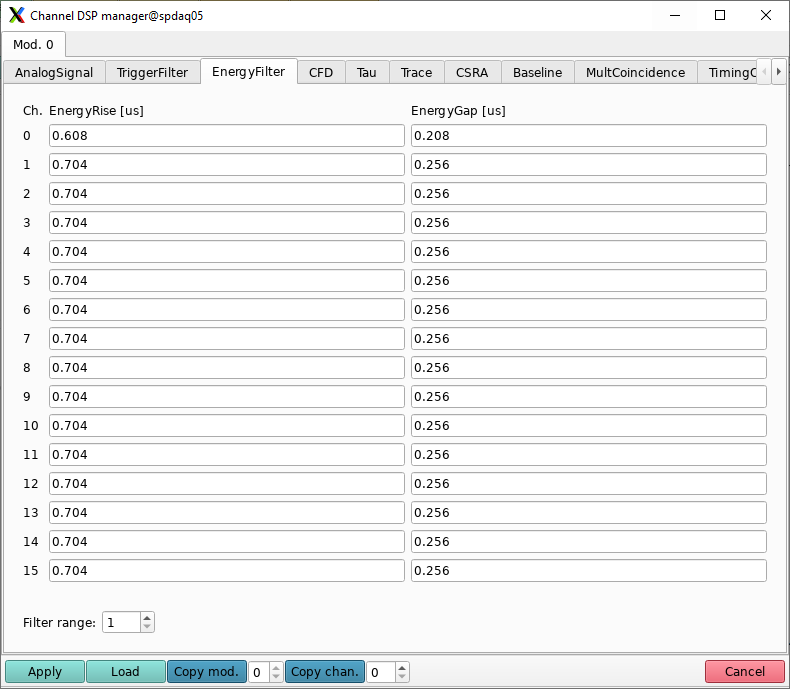 Channel DSP manager@spdaq05
Mod. 0
AnalogSignal TriggerFilter EnergyFilter CFD Tau Trace CSRA Baseline MultCoincidence TimingC
Ch. EnergyRise [us] EnergyGap [us]
0 0.608 0.208
1 0.704 0.256
2 0.704 0.256
3 0.704 0.256
4 0.704 0.256
5 0.704 0.256
6 0.704 0.256
7 0.704 0.256
8 0.704 0.256
9 0.704 0.256
10 0.704 0.256
11 0.704 0.256
12 0.704 0.256
13 0.704 0.256
14 0.704 0.256
15 0.704 0.256
Filter range: 1
Apply Load Copy mod. 0 Copy chan. 0 Cancel